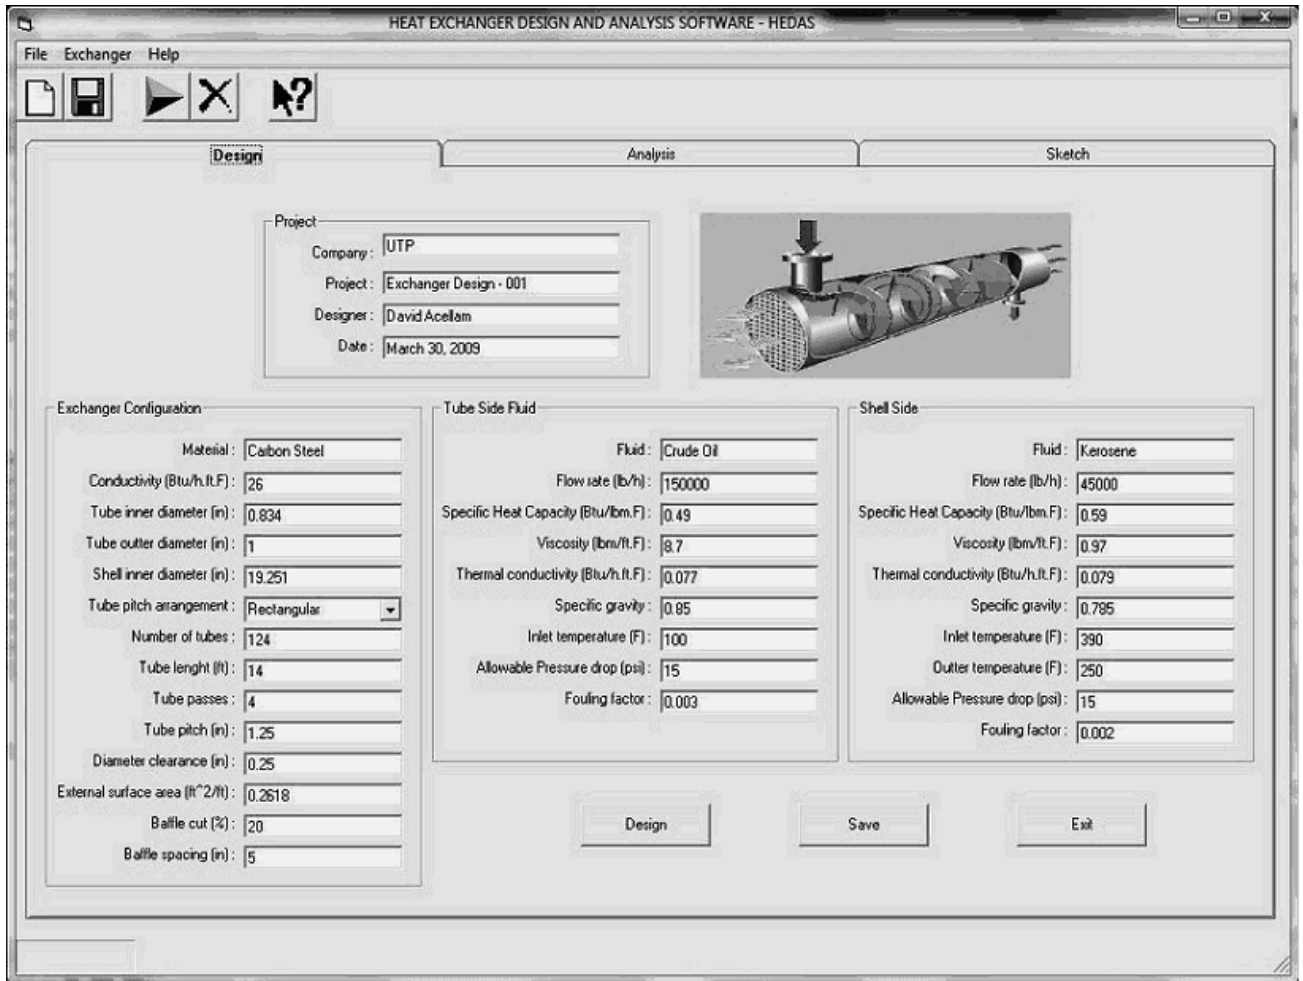 HEAT EXCHANGER DESIGN AND ANALYSIS SOFTWARE - HEDAS
File Exchanger Help
Design Analysis Sketch
Project
Company : UTP
Project : Exchanger Design - 001
Designer : David Acellam
Date : March 30, 2009
Exchanger Configuration
Material : Carbon Steel
Conductivity (Btu/h.ft.F) : 26
Tube inner diameter (in) : 0.834
Tube outter diameter (in) : 1
Shell inner diameter (in) : 19.251
Tube pitch arrangement : Rectangular
Number of tubes : 124
Tube lenght (ft) : 14
Tube passes : 4
Tube pitch (in) : 1.25
Diameter clearance (in) : 0.25
External surface area (ft^2/ft) : 0.2618
Baffle cut (%) : 20
Baffle spacing (in) : 5
Tube Side Fluid
Fluid : Crude Oil
Flow rate (lb/h) : 150000
Specific Heat Capacity (Btu/lbm.F) : 0.49
Viscosity (lbm/ft.F) : 8.7
Thermal conductivity (Btu/h.ft.F) : 0.077
Specific gravity : 0.85
Inlet temperature (F) : 100
Allowable Pressure drop (psi) : 15
Fouling factor : 0.003
Shell Side
Fluid : Kerosene
Flow rate (lb/h) : 45000
Specific Heat Capacity (Btu/lbm.F) : 0.59
Viscosity (lbm/ft.F) : 0.97
Thermal conductivity (Btu/h.ft.F) : 0.079
Specific gravity : 0.785
Inlet temperature (F) : 390
Outter temperature (F) : 250
Allowable Pressure drop (psi) : 15
Fouling factor : 0.002
Design Save Exit